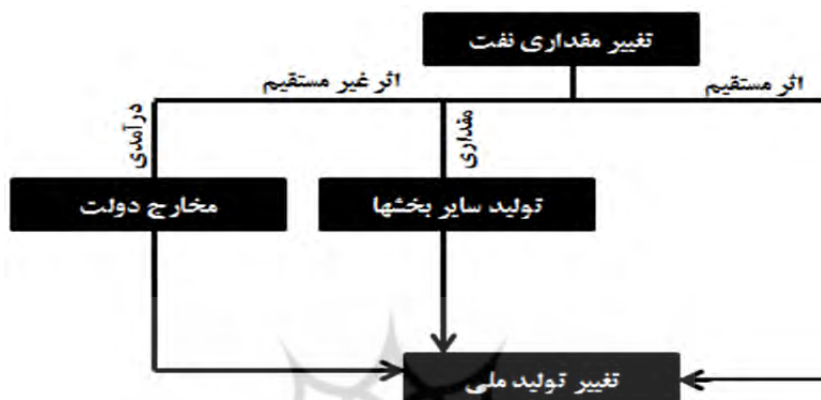 تغییر مقداری نفت
اثر مستقیم
اثر غیر مستقیم
مقداری
درآمدی
تولید سایر بخشها
مخارج دولت
تغییر تولید ملی